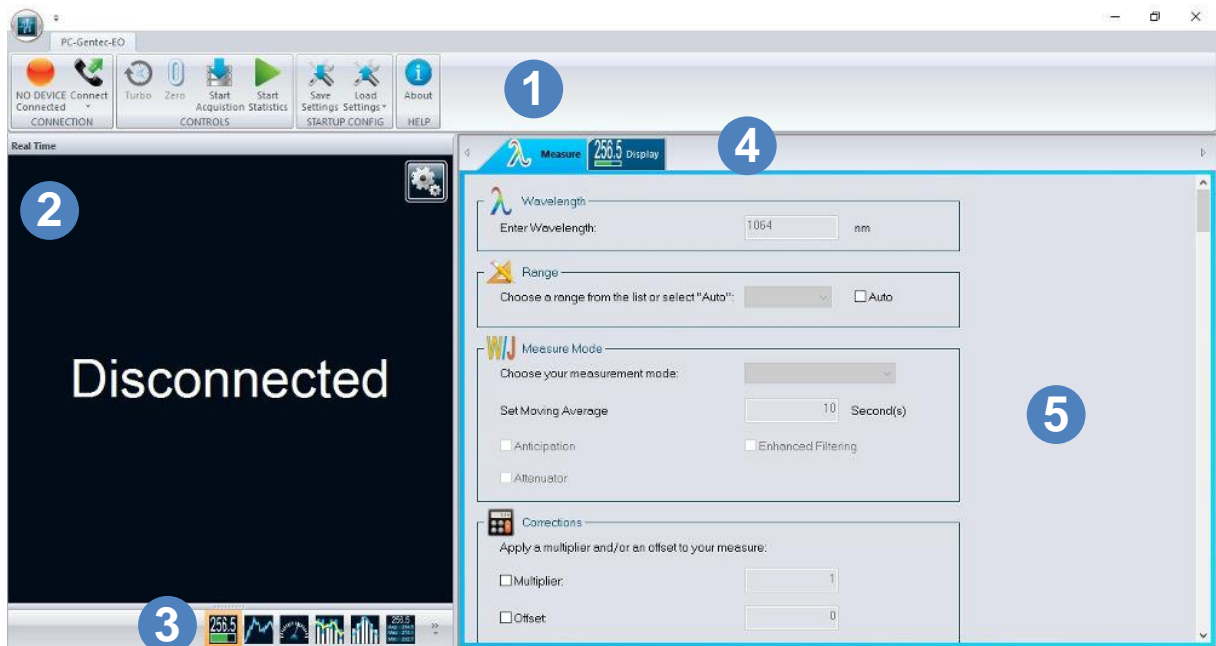 PC-Gentec-EO
NO DEVICE Connected
Connect
Turbo
Zero
Start Acquistion
Start Statistics
Save Settings
Load Settings
About
CONNECTION
CONTROLS
STARTUP CONFIG
HELP
1
Real Time
2
Disconnected
3
256.5
256.5
Measure
256.5 Display
4
Wavelength
Enter Wavelength: 1064 nm
Range
Choose a range from the list or select "Auto": Auto
W/J Measure Mode
Choose your measurement mode:
Set Moving Average 10 Second(s)
Anticipation Enhanced Filtering
Attenuator
5
Corrections
Apply a multiplier and/or an offset to your measure:
Multiplier: 1
Offset: 0